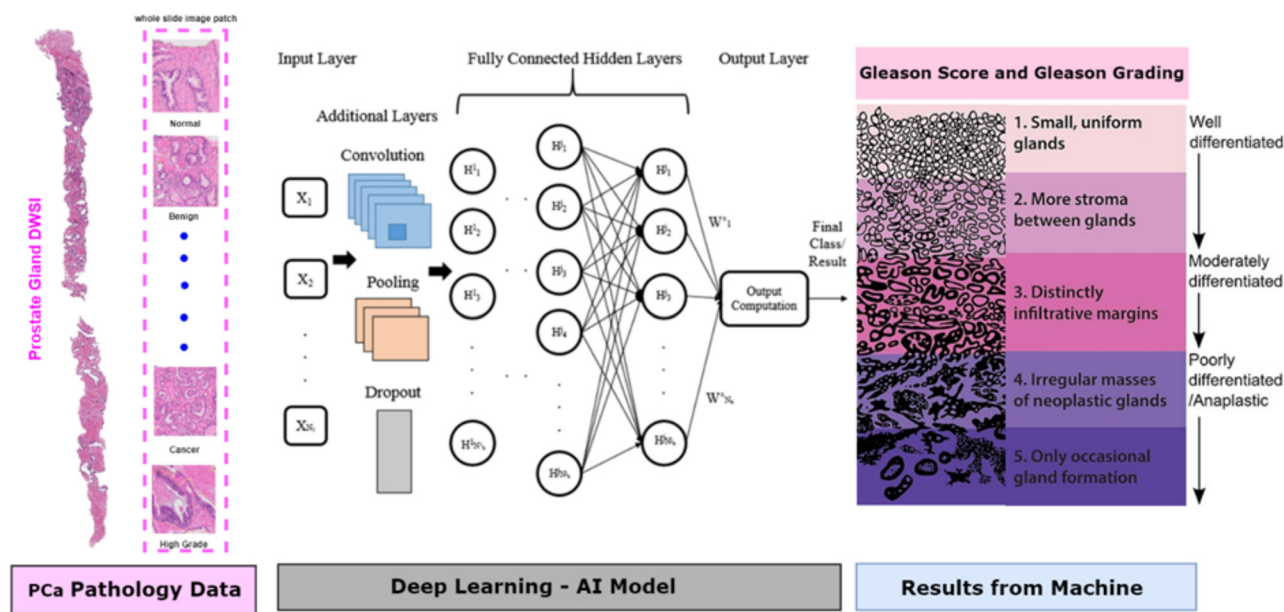 whole slide image patch
Prostate Gland DWSI
Normal
Benign
Cancer
High Grade
PCa Pathology Data
Input Layer
Fully Connected Hidden Layers
Output Layer
Additional Layers
Convolution
Pooling
Dropout
X₁
X₂
H¹₁
H¹₂
H¹₃
Final
Class/
Result
Output
Computation
Deep Learning - AI Model
Gleason Score and Gleason Grading
1. Small, uniform
glands
2. More stroma
between glands
3. Distinctly
infiltrative margins
4. Irregular masses
of neoplastic glands
5. Only occasional
gland formation
Well
differentiated
Moderately
differentiated
Poorly
differentiated
/Anaplastic
Results from Machine